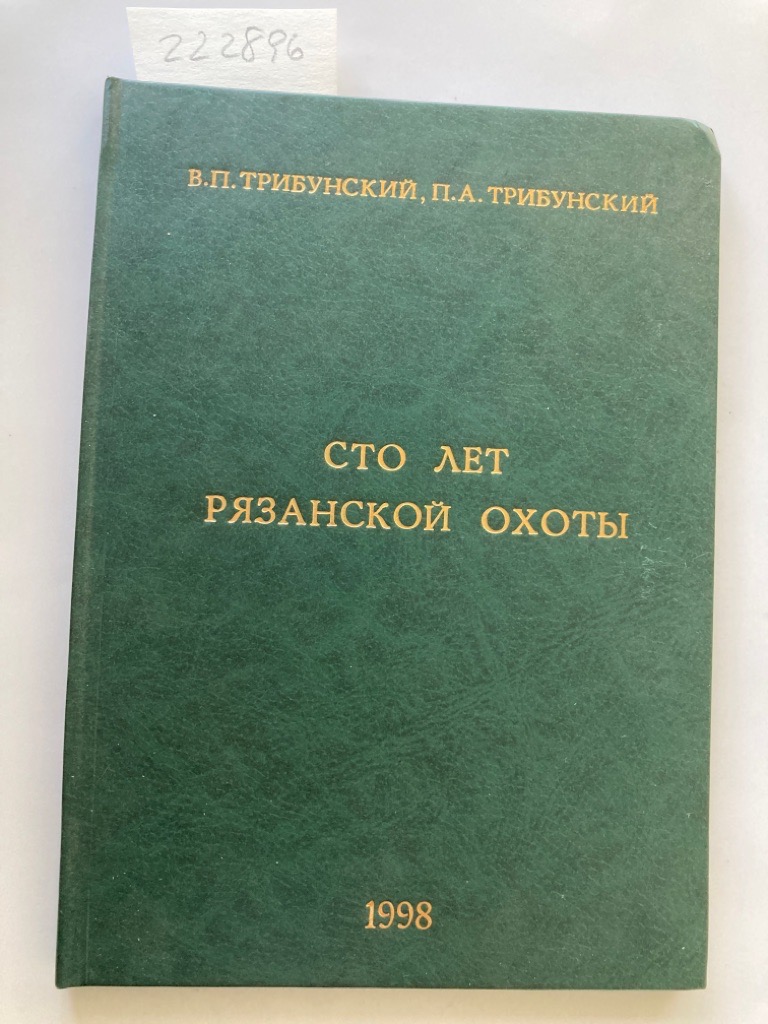 222896
В.П. ТРИБУНСКИЙ, П.А. ТРИБУНСКИЙ
СТО ЛЕТ
РЯЗАНСКОЙ ОХОТЫ
1998